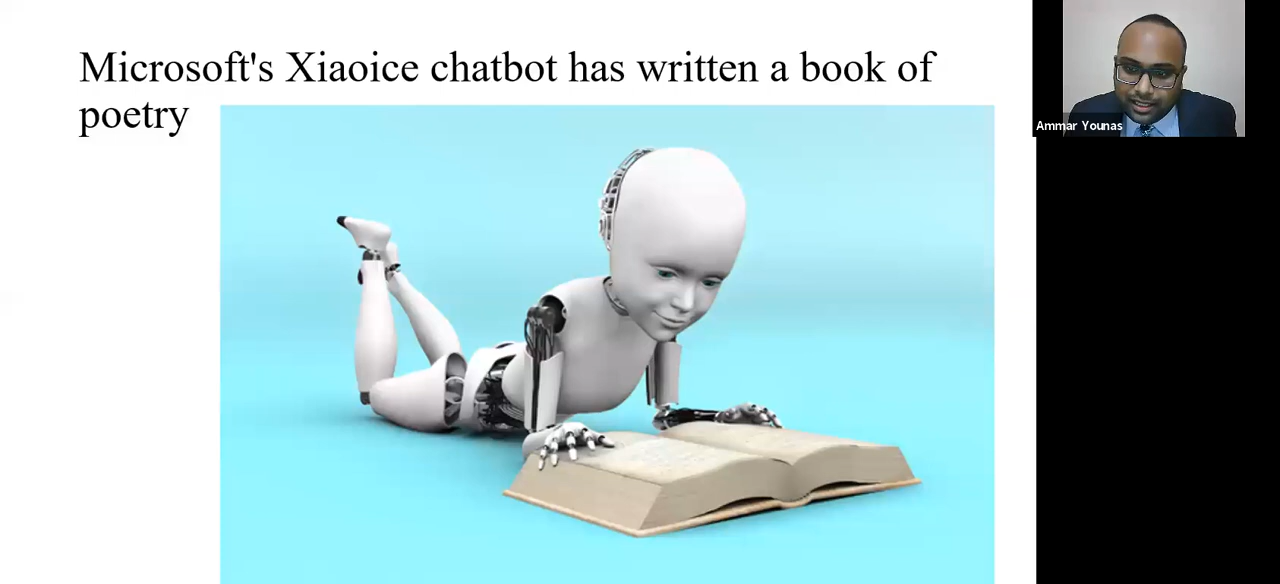 Microsoft's Xiaoice chatbot has written a book of
poetry
Ammar Younas